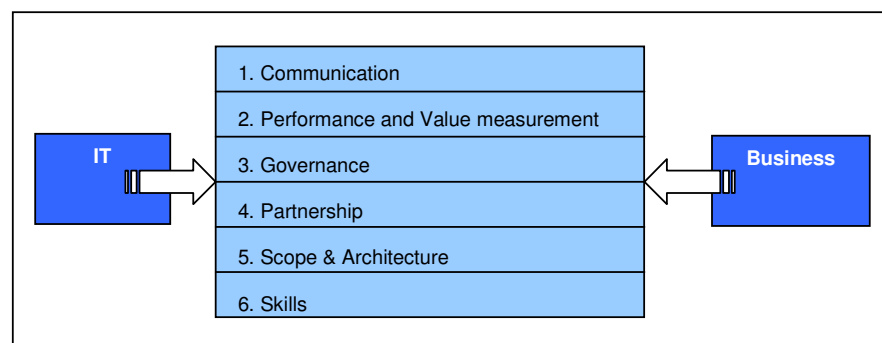 1. Communication
2. Performance and Value measurement
IT
3. Governance
Business
4. Partnership
5. Scope & Architecture
6. Skills